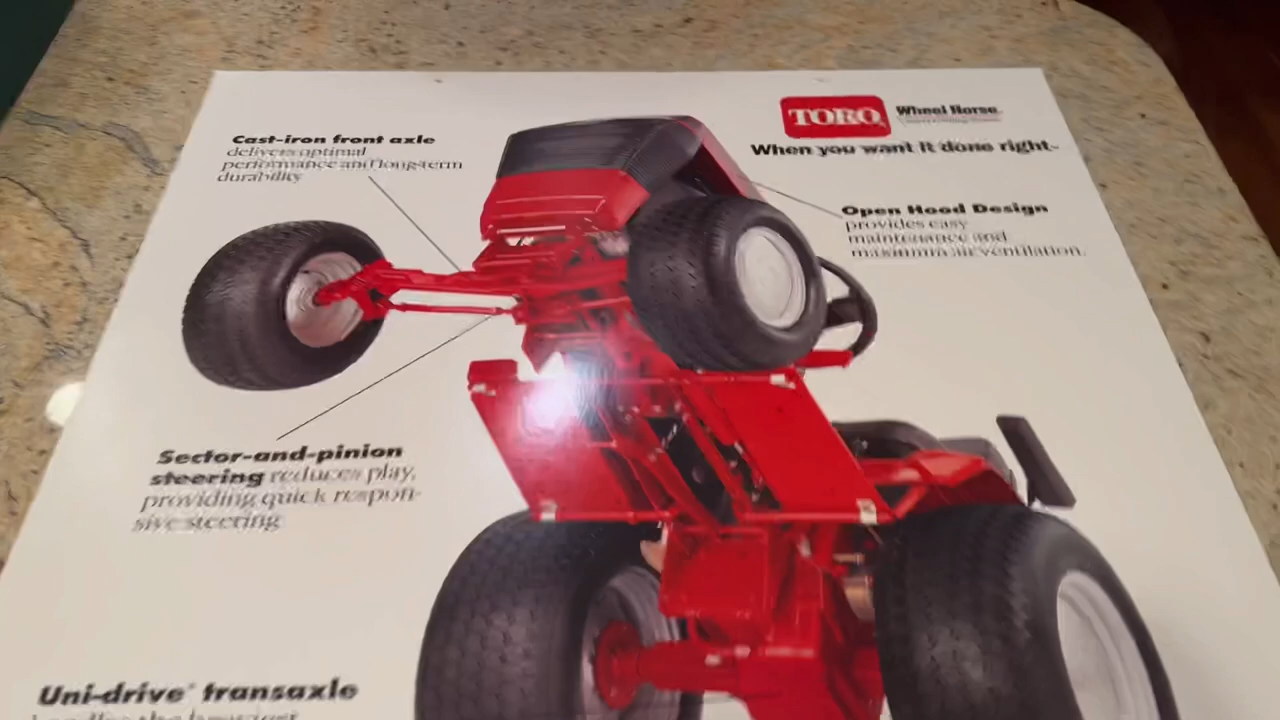 Cast-iron front axle
delivers optimal
performance and long-term
durability
TORO
Wheel Horse
When you want it done right
Open Hood Design
provides easy
maintenance and
maximum air ventilation.
Sector-and-pinion
steering reduces play,
providing quick respon-
sive steering
Uni-drive® transaxle